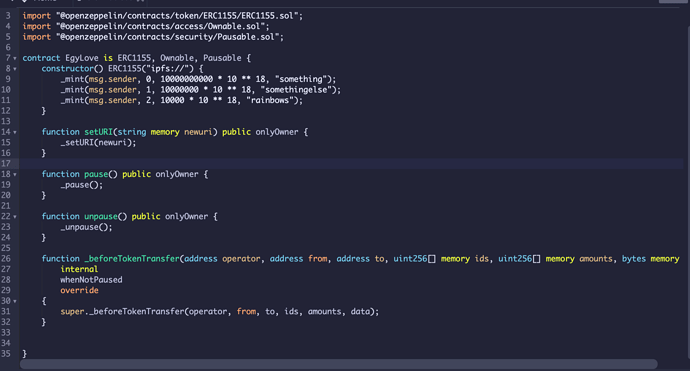 3 import "@openzeppelin/contracts/token/ERC1155/ERC1155.sol";
4 import "@openzeppelin/contracts/access/Ownable.sol";
5 import "@openzeppelin/contracts/security/Pausable.sol";
6
7 contract EgyLove is ERC1155, Ownable, Pausable {
8 constructor() ERC1155("ipfs://") {
9 _mint(msg.sender, 0, 10000000000 * 10 ** 18, "something");
10 _mint(msg.sender, 1, 10000000 * 10 ** 18, "somethingelse");
11 _mint(msg.sender, 2, 10000 * 10 ** 18, "rainbows");
12 }
13
14 function setURI(string memory newuri) public onlyOwner {
15 _setURI(newuri);
16 }
17
18 function pause() public onlyOwner {
19 _pause();
20 }
21
22 function unpause() public onlyOwner {
23 _unpause();
24 }
25
26 function _beforeTokenTransfer(address operator, address from, address to, uint256[] memory ids, uint256[] memory amounts, bytes memory
27 internal
28 whenNotPaused
29 override
30 {
31 super._beforeTokenTransfer(operator, from, to, ids, amounts, data);
32 }
33
34
35 }